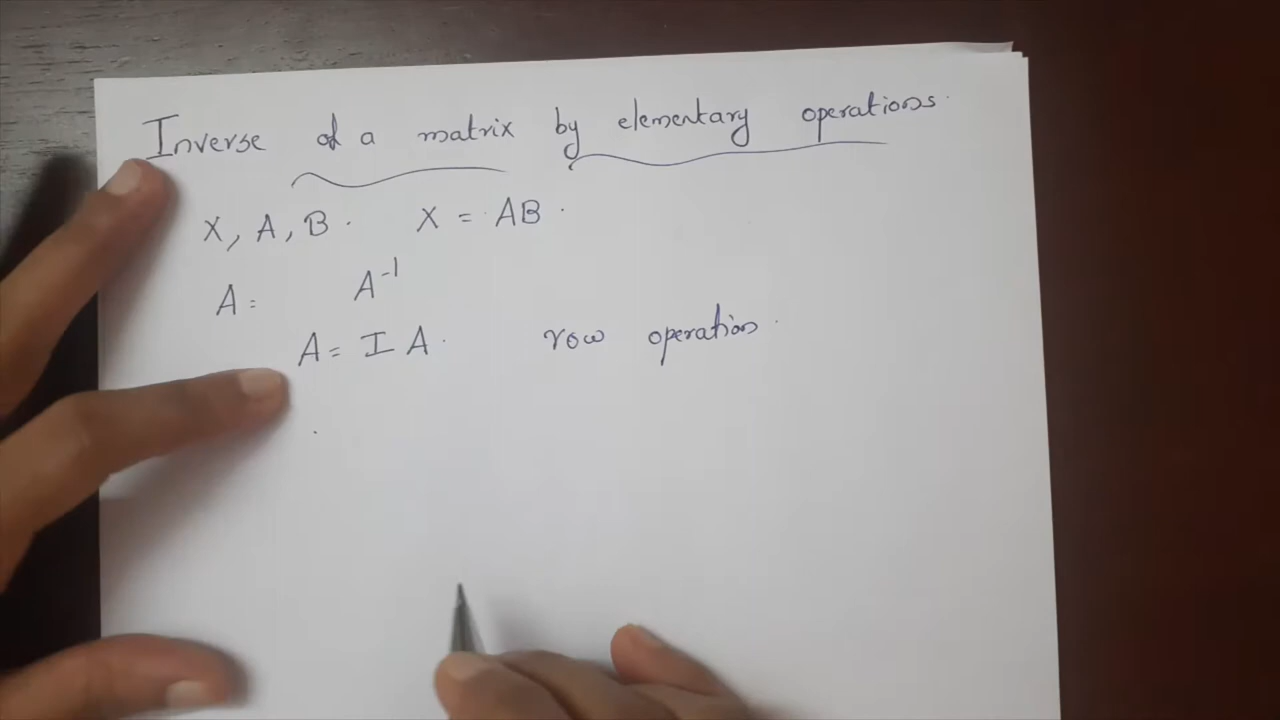 Inverse of a matrix by elementary operations.
X, A, B. X = AB.
A = A⁻¹
A = I A. row operation.